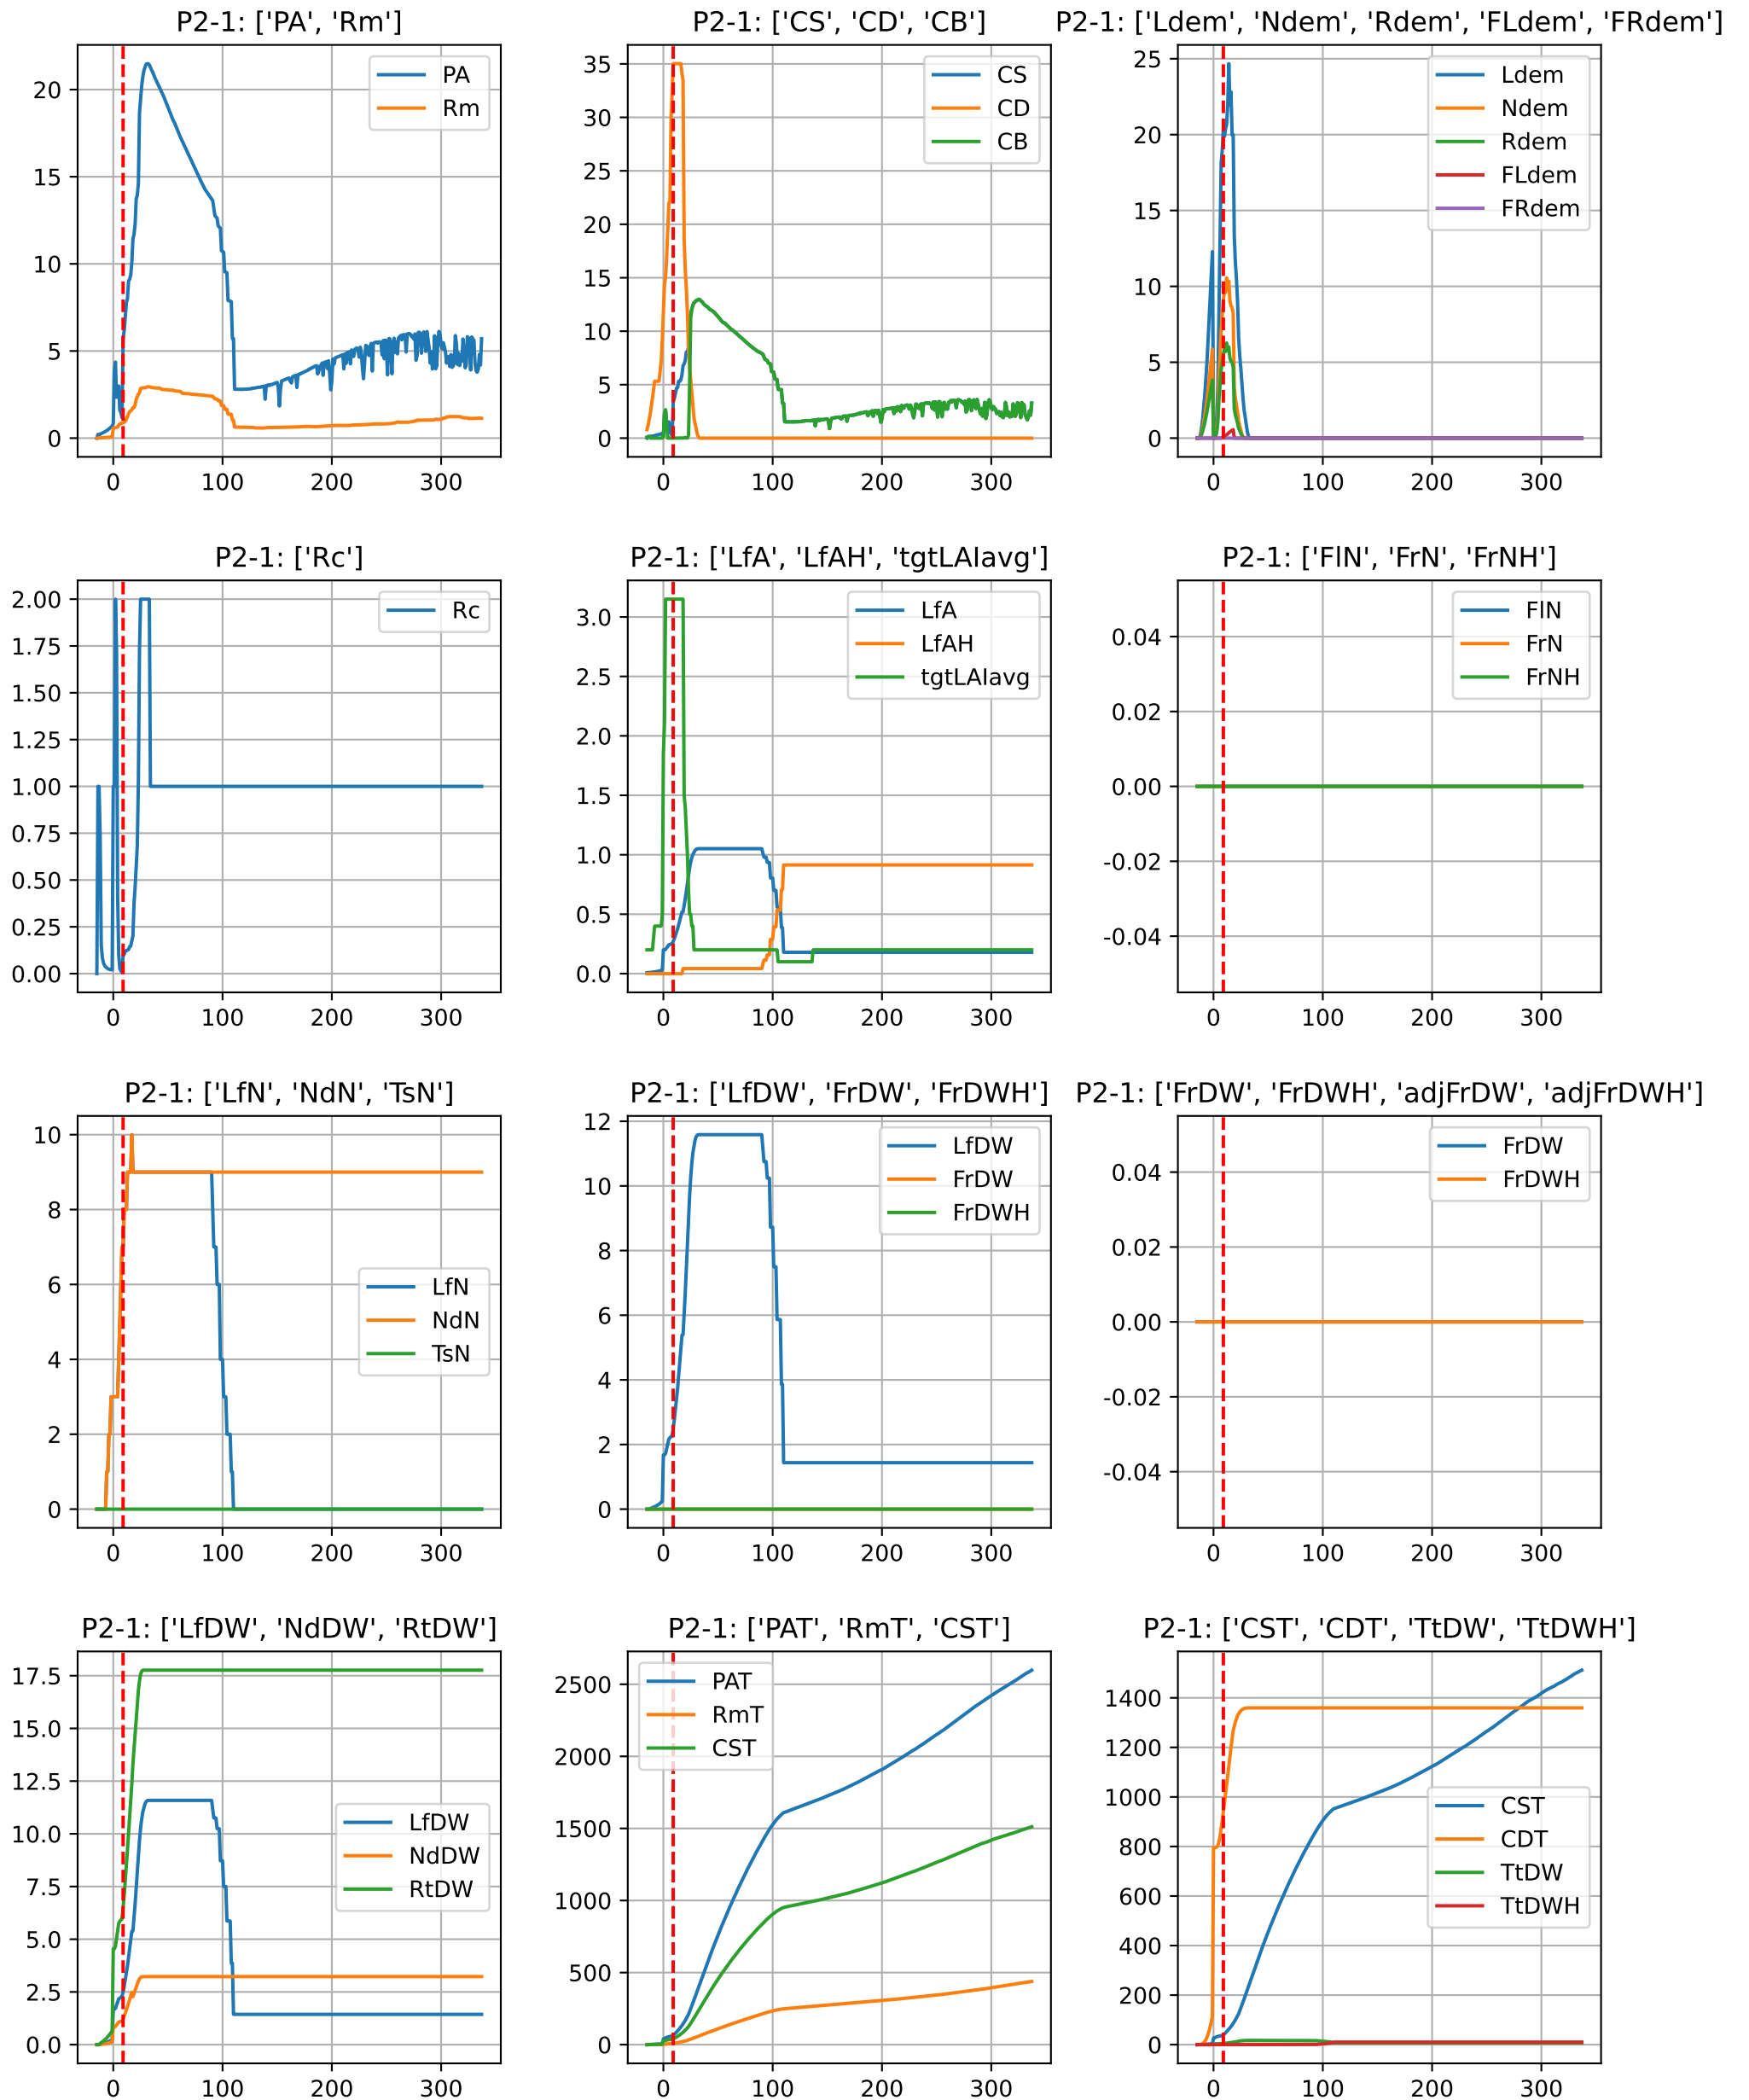 P2-1: ['PA', 'Rm']
20
15
10
5
0
0 100 200 300
PA
Rm
P2-1: ['CS', 'CD', 'CB']
35
30
25
20
15
10
5
0
0 100 200 300
CS
CD
CB
P2-1: ['Ldem', 'Ndem', 'Rdem', 'FLdem', 'FRdem']
25
20
15
10
5
0
0 100 200 300
Ldem
Ndem
Rdem
FLdem
FRdem
P2-1: ['Rc']
2.00
1.75
1.50
1.25
1.00
0.75
0.50
0.25
0.00
0 100 200 300
Rc
P2-1: ['LfA', 'LfAH', 'tgtLAIavg']
3.0
2.5
2.0
1.5
1.0
0.5
0.0
0 100 200 300
LfA
LfAH
tgtLAIavg
P2-1: ['FlN', 'FrN', 'FrNH']
0.04
0.02
0.00
-0.02
-0.04
0 100 200 300
FlN
FrN
FrNH
P2-1: ['LfN', 'NdN', 'TsN']
10
8
6
4
2
0
0 100 200 300
LfN
NdN
TsN
P2-1: ['LfDW', 'FrDW', 'FrDWH']
12
10
8
6
4
2
0
0 100 200 300
LfDW
FrDW
FrDWH
P2-1: ['FrDW', 'FrDWH', 'adjFrDW', 'adjFrDWH']
0.04
0.02
0.00
-0.02
-0.04
0 100 200 300
FrDW
FrDWH
P2-1: ['LfDW', 'NdDW', 'RtDW']
17.5
15.0
12.5
10.0
7.5
5.0
2.5
0.0
0 100 200 300
LfDW
NdDW
RtDW
P2-1: ['PAT', 'RmT', 'CST']
2500
2000
1500
1000
500
0
0 100 200 300
PAT
RmT
CST
P2-1: ['CST', 'CDT', 'TtDW', 'TtDWH']
1400
1200
1000
800
600
400
200
0
0 100 200 300
CST
CDT
TtDW
TtDWH